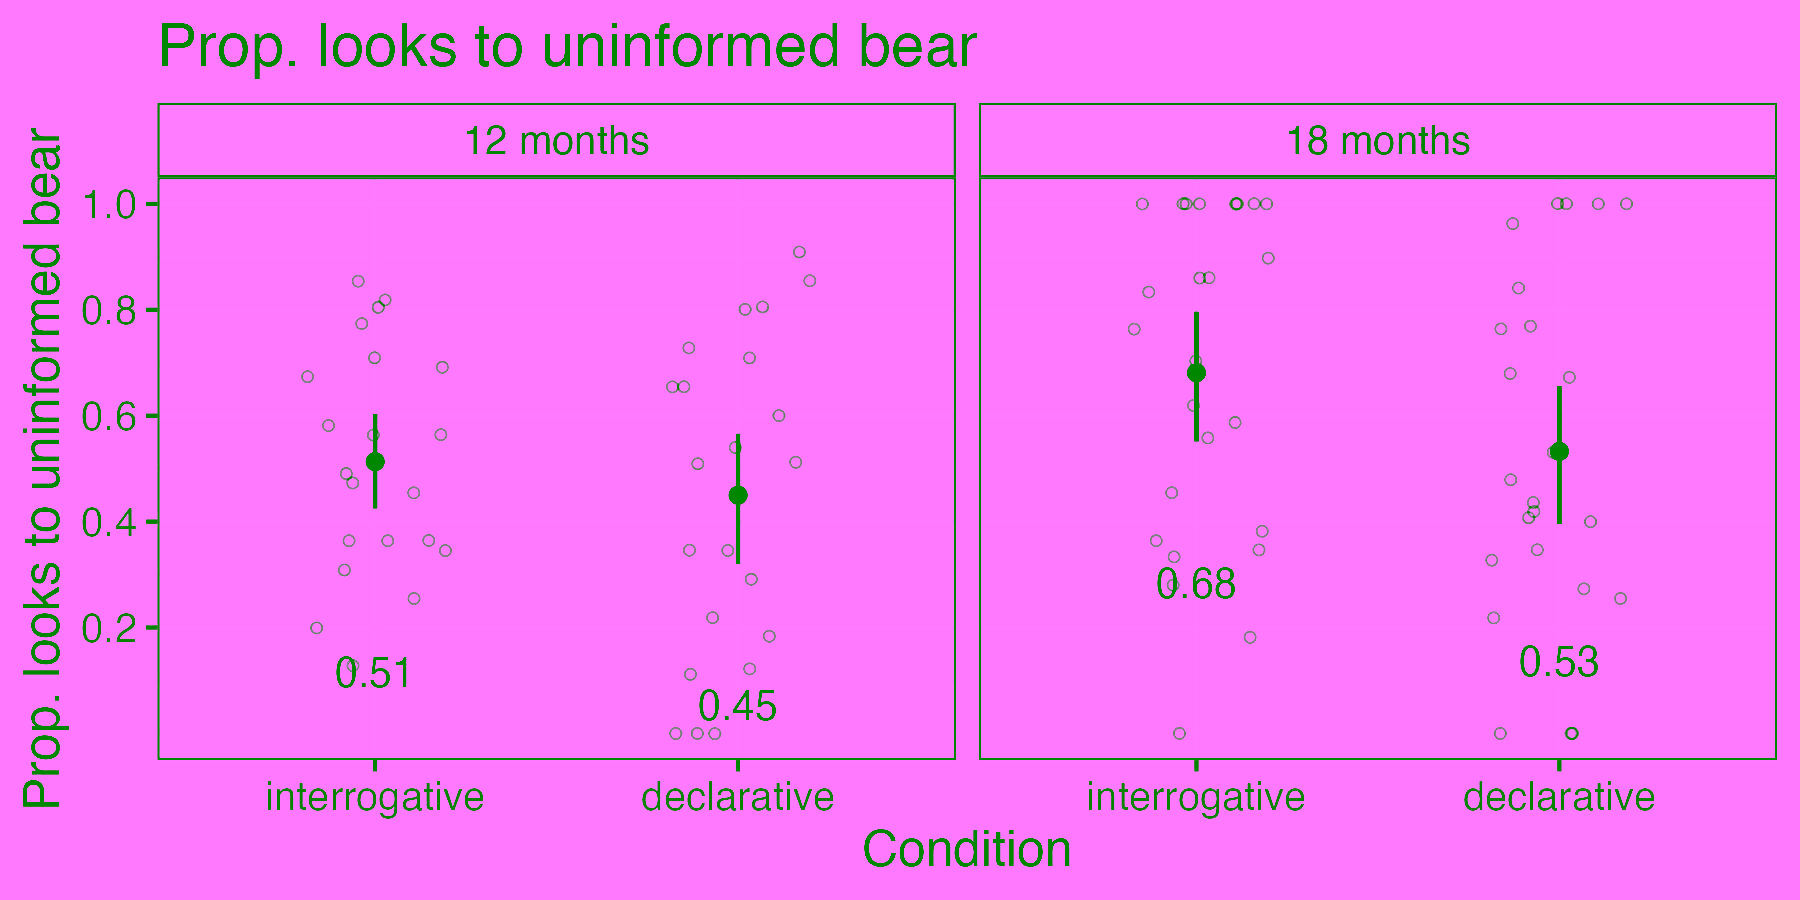 Prop. looks to uninformed bear
12 months
18 months
Prop. looks to uninformed bear
1.0
0.8
0.6
0.4
0.2
0.51
0.45
0.68
0.53
interrogative
declarative
interrogative
declarative
Condition